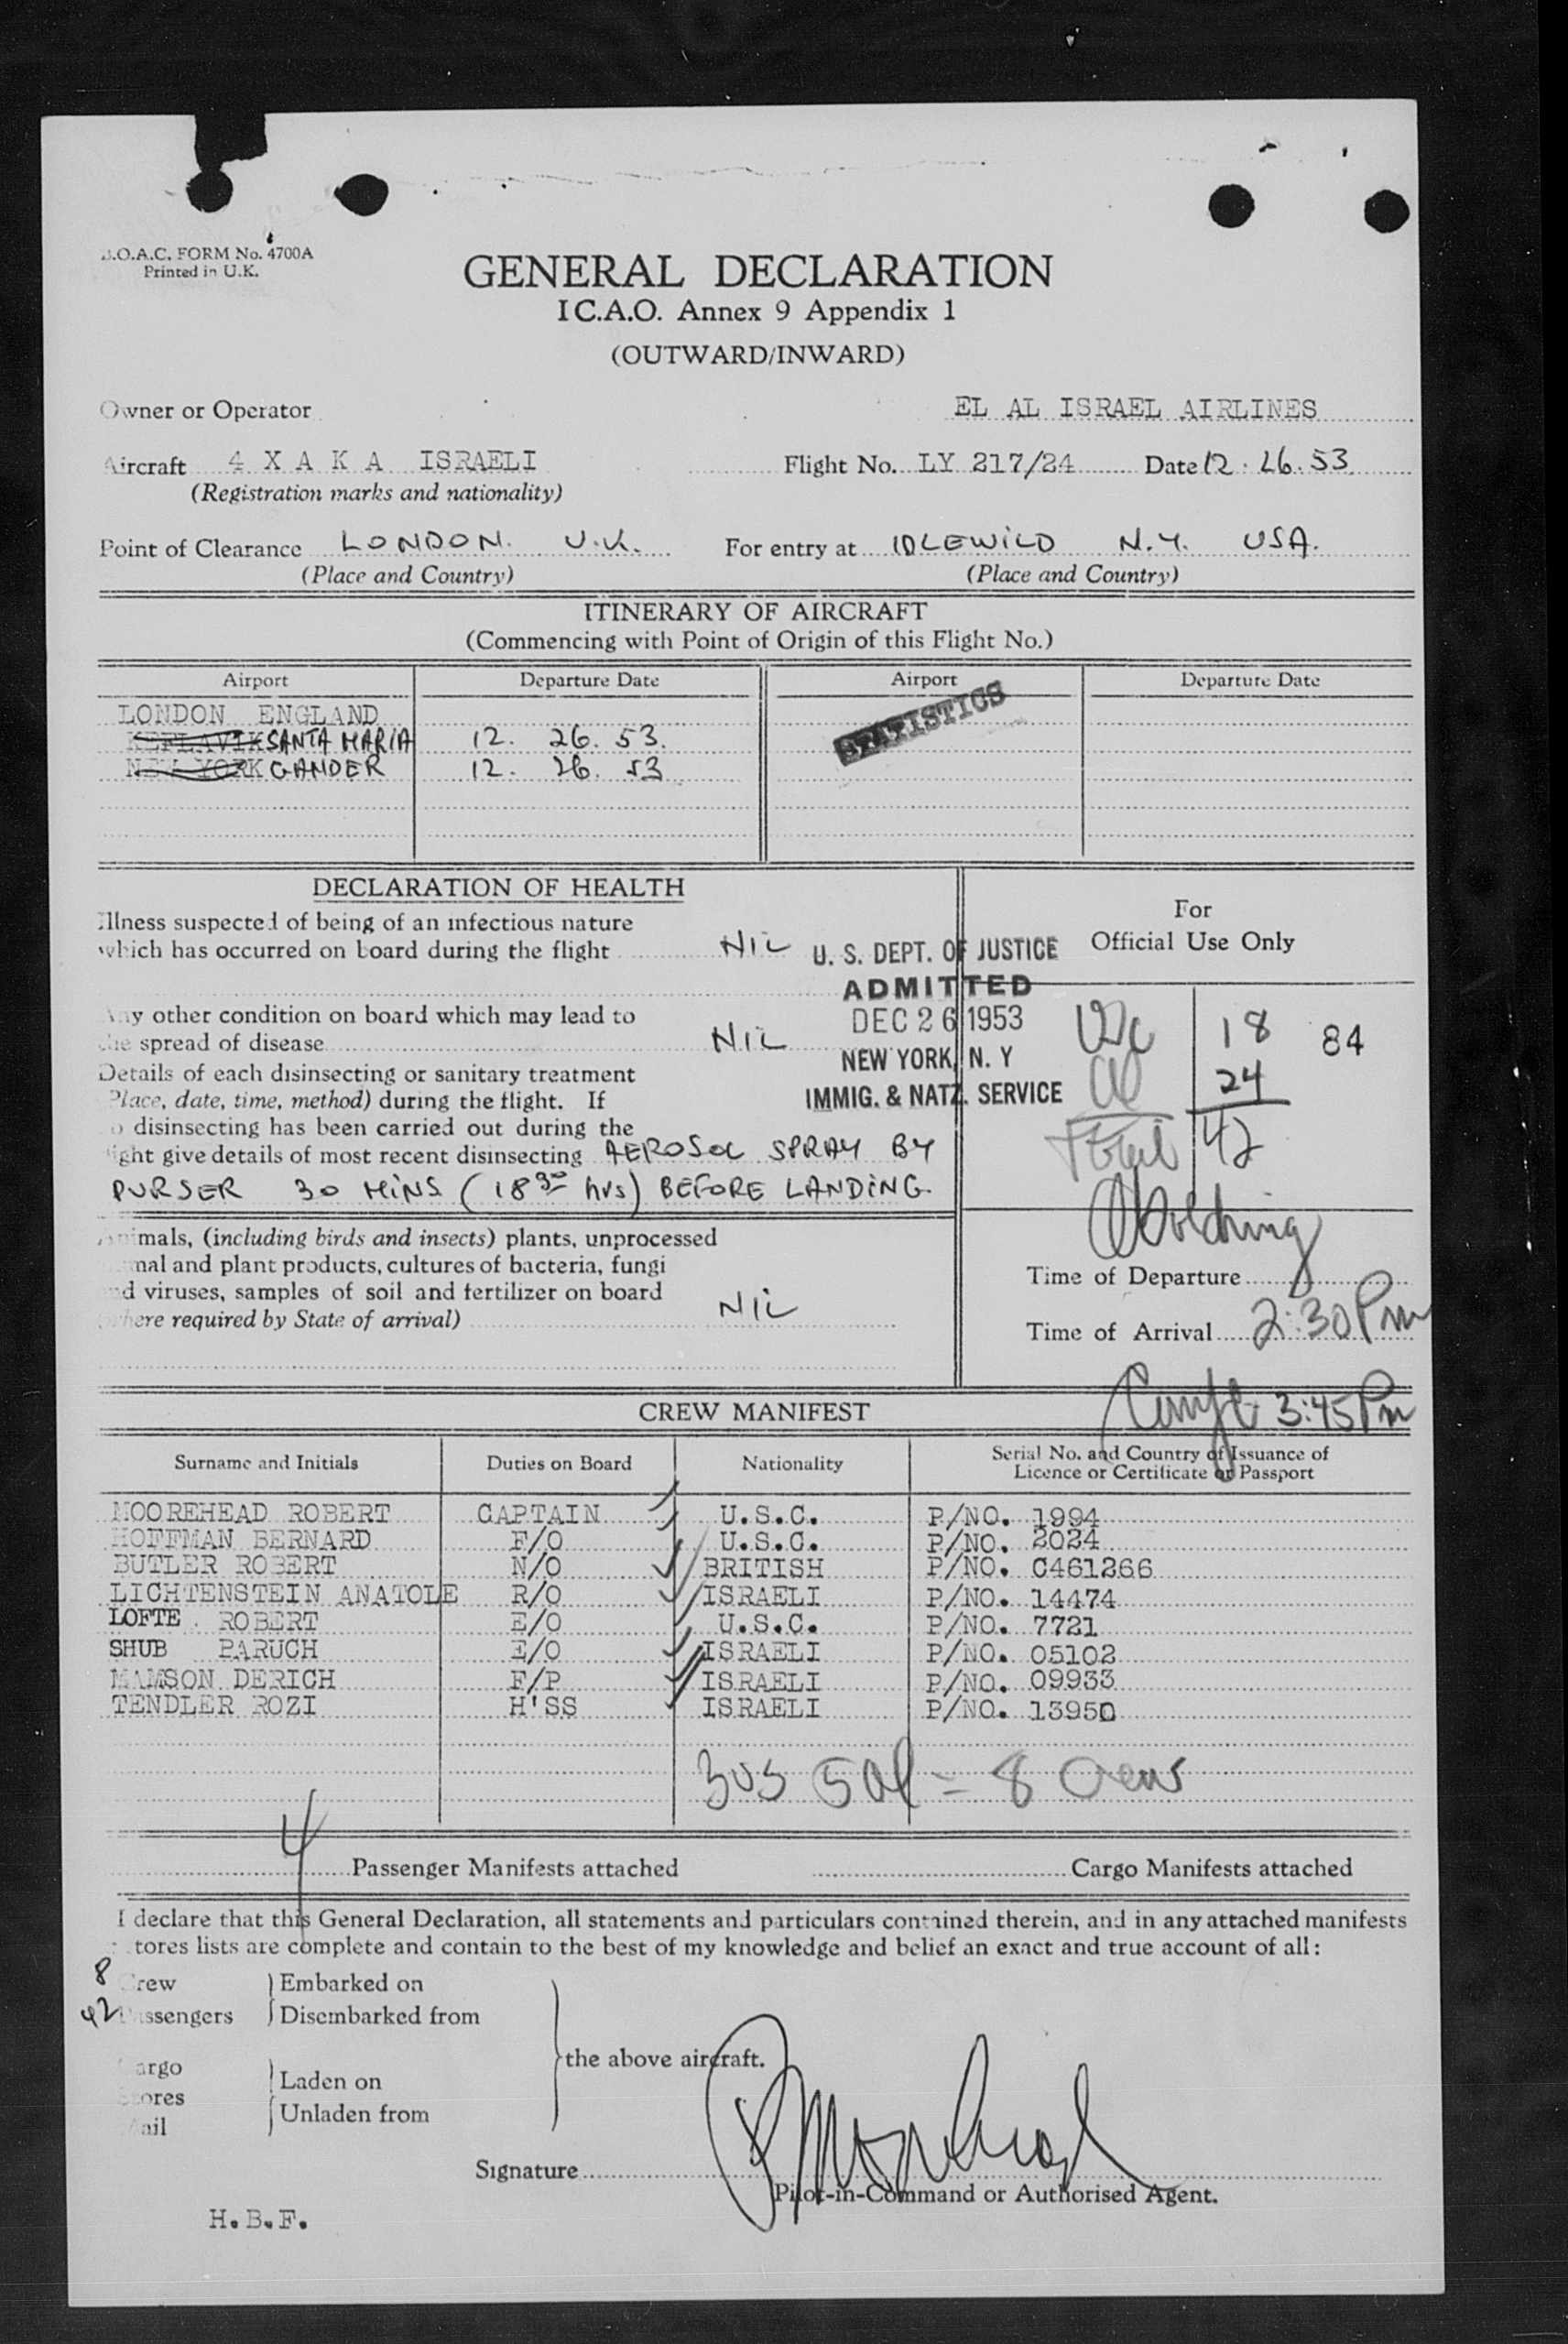 B.O.A.C. FORM No. 4700A
Printed in U.K.
GENERAL DECLARATION
I C.A.O. Annex 9 Appendix 1
(OUTWARD/INWARD)
Owner or Operator EL AL ISRAEL AIRLINES
Aircraft 4 X A K A ISRAELI Flight No. LY 217/24 Date 12. 26. 53
(Registration marks and nationality)
Point of Clearance LONDON. U.K. For entry at IDLEWILD N.Y. USA.
(Place and Country) (Place and Country)
ITINERARY OF AIRCRAFT
(Commencing with Point of Origin of this Flight No.)
Airport Departure Date Airport Departure Date
STATISTICS
LONDON ENGLAND
KEFLAVIK SANTA MARIA 12. 26. 53.
NEW YORK GANDER 12. 26. 53
DECLARATION OF HEALTH
For
Official Use Only
Illness suspected of being of an infectious nature
which has occurred on board during the flight NIL
U. S. DEPT. OF JUSTICE
ADMITTED
DEC 26 1953
NEW YORK, N. Y
IMMIG. & NATZ. SERVICE
18 84
24
Total 42
Any other condition on board which may lead to
the spread of disease NIL
Details of each disinsecting or sanitary treatment
Place, date, time, method) during the flight. If
o disinsecting has been carried out during the
ight give details of most recent disinsecting AEROSOL SPRAY BY
PURSER 30 MINS (18 30 hrs) BEFORE LANDING
Animals, (including birds and insects) plants, unprocessed
mal and plant products, cultures of bacteria, fungi
d viruses, samples of soil and fertilizer on board
here required by State of arrival) NIL
Time of Departure
Time of Arrival 2:30 Pm
3:45 Pm
CREW MANIFEST
Surname and Initials Duties on Board Nationality Serial No. and Country of Issuance of
Licence or Certificate or Passport
MOOREHEAD ROBERT CAPTAIN U.S.C. P/NO. 1994
HOFFMAN BERNARD F/O U.S.C. P/NO. 2024
BUTLER ROBERT N/O BRITISH P/NO. C461266
LICHTENSTEIN ANATOLE R/O ISRAELI P/NO. 14474
LOFTE ROBERT E/O U.S.C. P/NO. 7721
SHUB BARUCH E/O ISRAELI P/NO. 05102
MAMSON DERICH F/P ISRAELI P/NO. 09933
TENDLER ROZI H'SS ISRAELI P/NO. 13950
3 US 5 Al = 8 Crew
4 Passenger Manifests attached Cargo Manifests attached
I declare that this General Declaration, all statements and particulars contained therein, and in any attached manifests
tores lists are complete and contain to the best of my knowledge and belief an exact and true account of all:
8 Crew Embarked on
42 Passengers Disembarked from
the above aircraft.
Cargo Laden on
Stores
Mail Unladen from
Signature
Pilot-in-Command or Authorised Agent.
H.B.F.